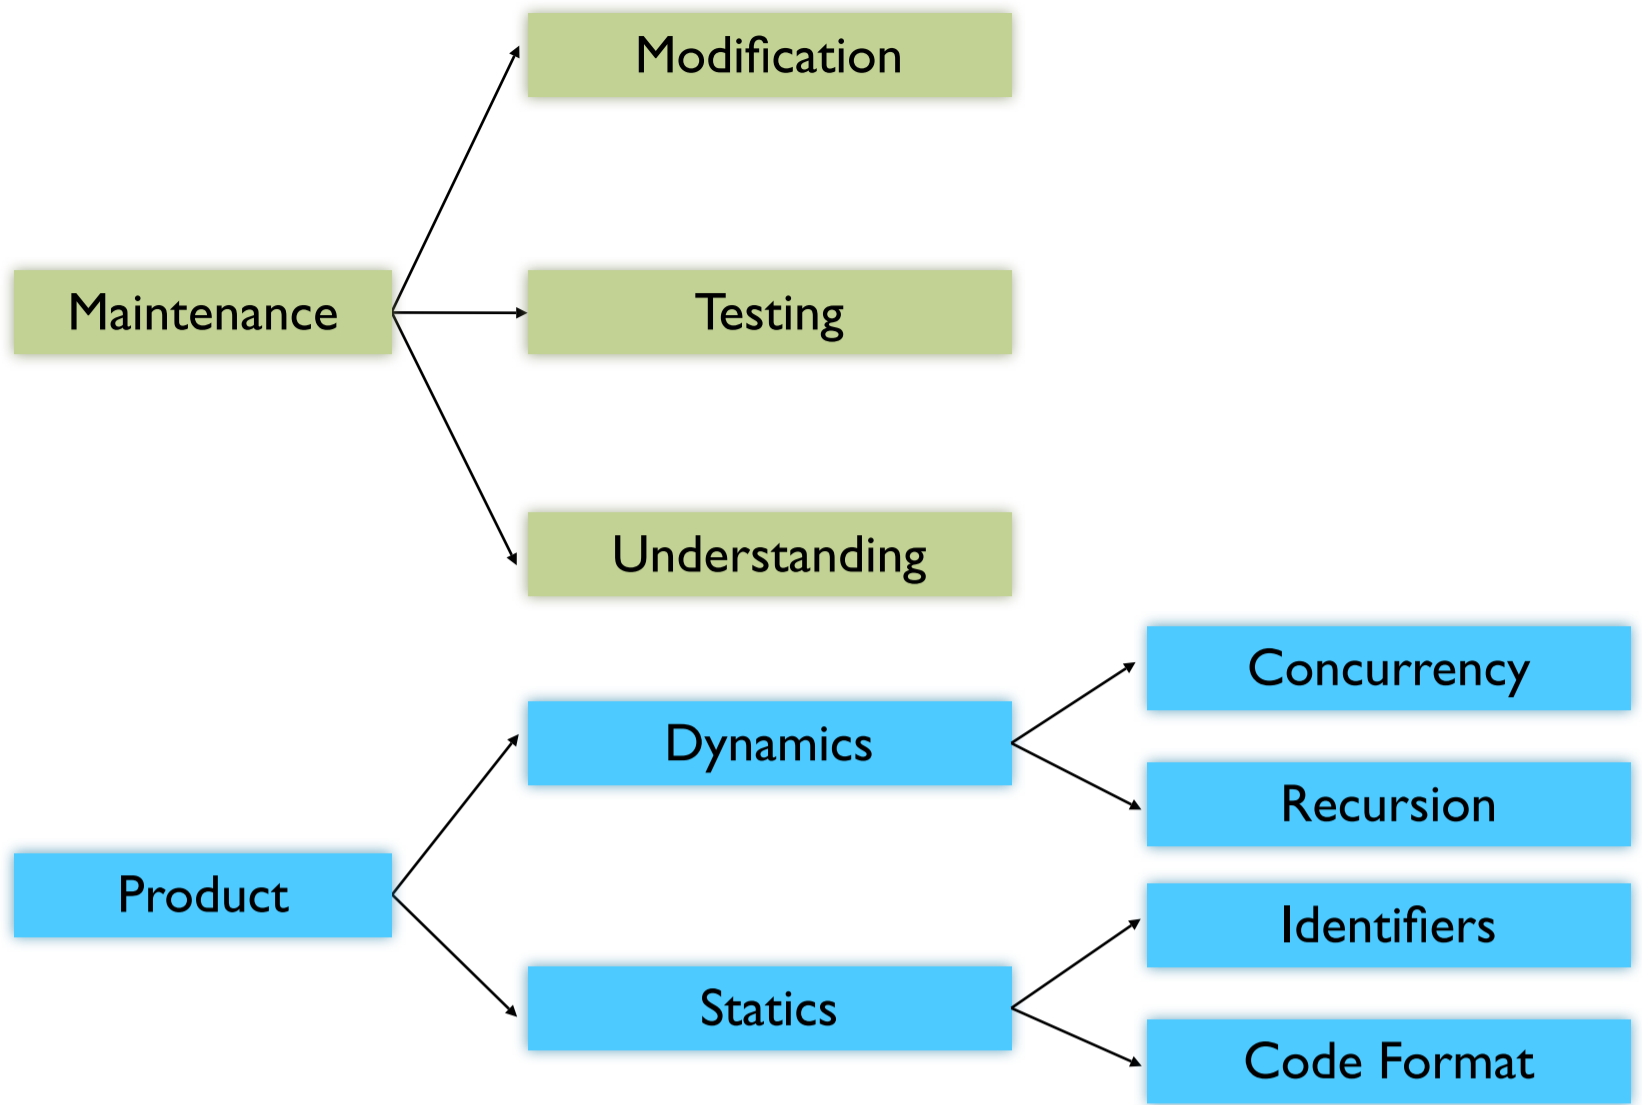 Modification
Maintenance
Testing
Understanding
Concurrency
Dynamics
Recursion
Product
Identifiers
Statics
Code Format